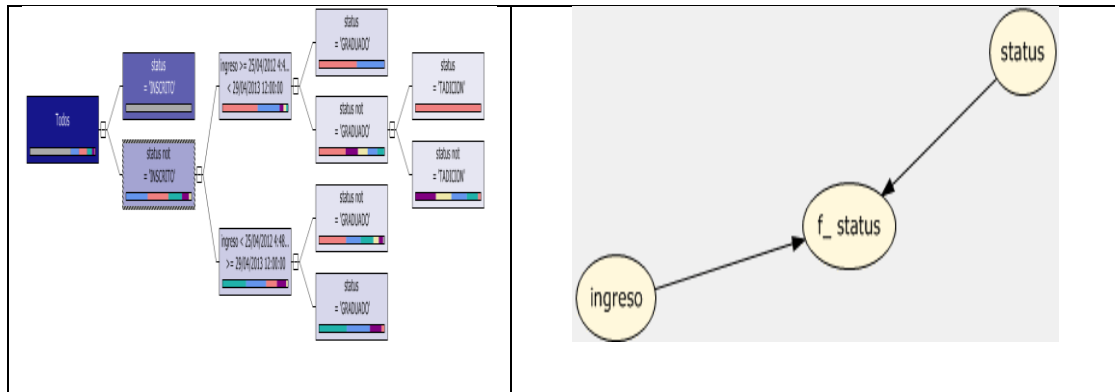 Todos
status
= 'INSCRITO'
status not
= 'INSCRITO'
ingreso >= 25/04/2012 4:4...
< 29/04/2013 12:00:00
ingreso < 25/04/2012 4:48...
>= 29/04/2013 12:00:00
status
= 'GRADUADO'
status not
= 'GRADUADO'
status not
= 'GRADUADO'
status
= 'GRADUADO'
status
= 'TADICION'
status not
= 'TADICION'
status
f_ status
ingreso